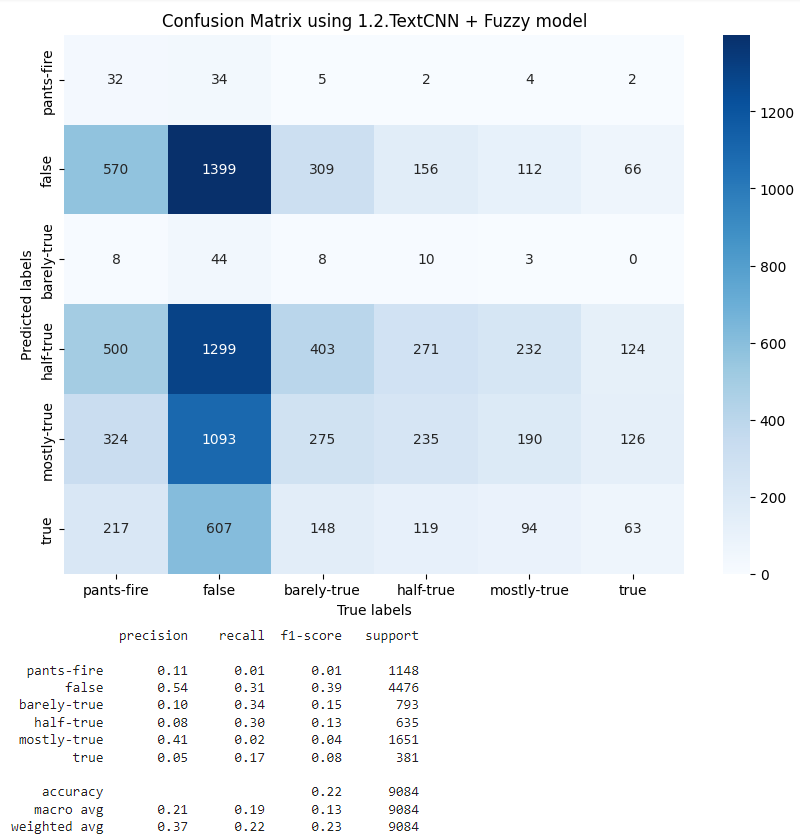 Confusion Matrix using 1.2.TextCNN + Fuzzy model
Predicted labels
pants-fire 32 34 5 2 4 2
false 570 1399 309 156 112 66
barely-true 8 44 8 10 3 0
half-true 500 1299 403 271 232 124
mostly-true 324 1093 275 235 190 126
true 217 607 148 119 94 63
pants-fire false barely-true half-true mostly-true true
True labels
1200
1000
800
600
400
200
0
precision recall f1-score support
pants-fire 0.11 0.01 0.01 1148
false 0.54 0.31 0.39 4476
barely-true 0.10 0.34 0.15 793
half-true 0.08 0.30 0.13 635
mostly-true 0.41 0.02 0.04 1651
true 0.05 0.17 0.08 381
accuracy 0.22 9084
macro avg 0.21 0.19 0.13 9084
weighted avg 0.37 0.22 0.23 9084